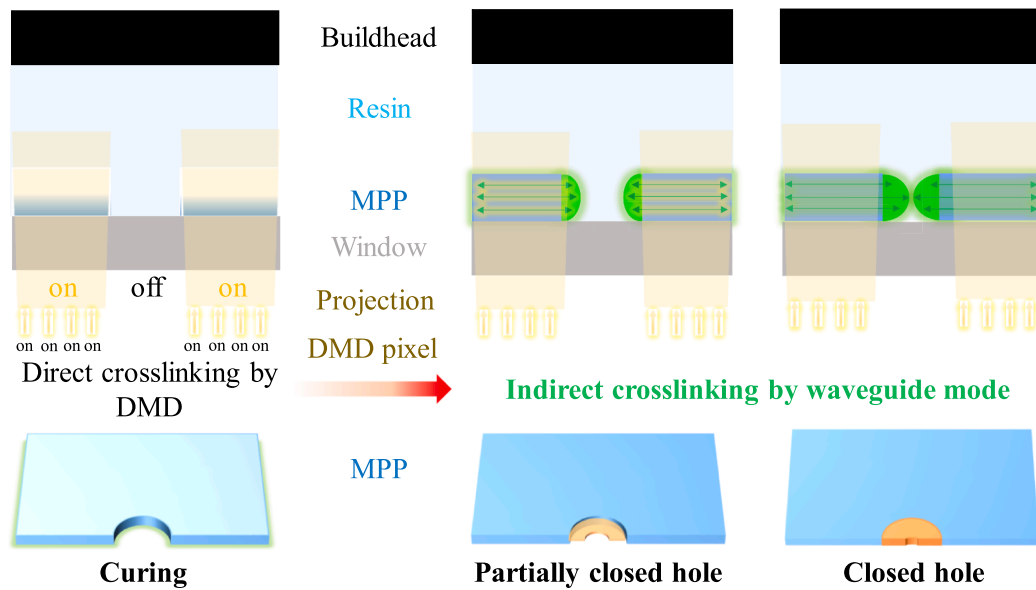 Buildhead
Resin
MPP
Window
on off on
Projection
on on on on on on on on
DMD pixel
Direct crosslinking by
DMD
Indirect crosslinking by waveguide mode
MPP
Curing
Partially closed hole
Closed hole